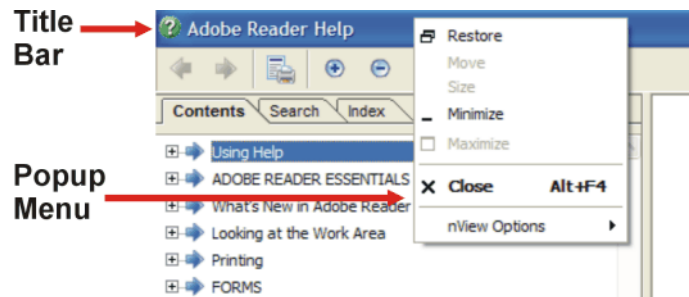 Title
Bar
Adobe Reader Help
Restore
Move
Size
Minimize
Maximize
Close Alt+F4
nView Options
Contents Search Index
Using Help
ADOBE READER ESSENTIALS
What's New in Adobe Reader
Looking at the Work Area
Printing
FORMS
Popup
Menu